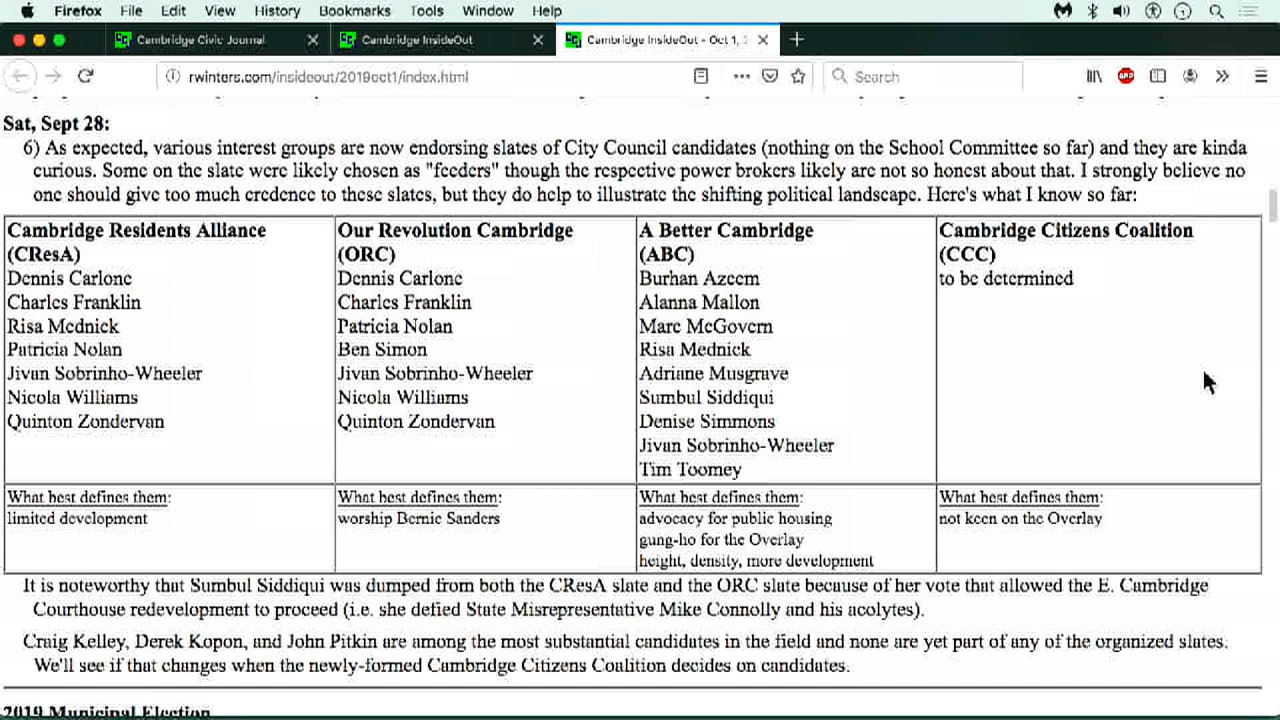 Firefox File Edit View History Bookmarks Tools Window Help
Cambridge Civic Journal
Cambridge InsideOut
Cambridge InsideOut - Oct 1,
rwinters.com/insideout/2019oct1/index.html
Search
Sat, Sept 28:
6) As expected, various interest groups are now endorsing slates of City Council candidates (nothing on the School Committee so far) and they are kinda
curious. Some on the slate were likely chosen as "feeders" though the respective power brokers likely are not so honest about that. I strongly believe no
one should give too much credence to these slates, but they do help to illustrate the shifting political landscape. Here's what I know so far:
Cambridge Residents Alliance
(CResA)
Dennis Carlone
Charles Franklin
Risa Mednick
Patricia Nolan
Jivan Sobrinho-Wheeler
Nicola Williams
Quinton Zondervan
Our Revolution Cambridge
(ORC)
Dennis Carlone
Charles Franklin
Patricia Nolan
Ben Simon
Jivan Sobrinho-Wheeler
Nicola Williams
Quinton Zondervan
A Better Cambridge
(ABC)
Burhan Azeem
Alanna Mallon
Marc McGovern
Risa Mednick
Adriane Musgrave
Sumbul Siddiqui
Denise Simmons
Jivan Sobrinho-Wheeler
Tim Toomey
Cambridge Citizens Coalition
(CCC)
to be determined
What best defines them:
limited development
What best defines them:
worship Bernie Sanders
What best defines them:
advocacy for public housing
gung-ho for the Overlay
height, density, more development
What best defines them:
not keen on the Overlay
It is noteworthy that Sumbul Siddiqui was dumped from both the CResA slate and the ORC slate because of her vote that allowed the E. Cambridge
Courthouse redevelopment to proceed (i.e. she defied State Misrepresentative Mike Connolly and his acolytes).
Craig Kelley, Derek Kopon, and John Pitkin are among the most substantial candidates in the field and none are yet part of any of the organized slates.
We'll see if that changes when the newly-formed Cambridge Citizens Coalition decides on candidates.
2019 Municipal Election